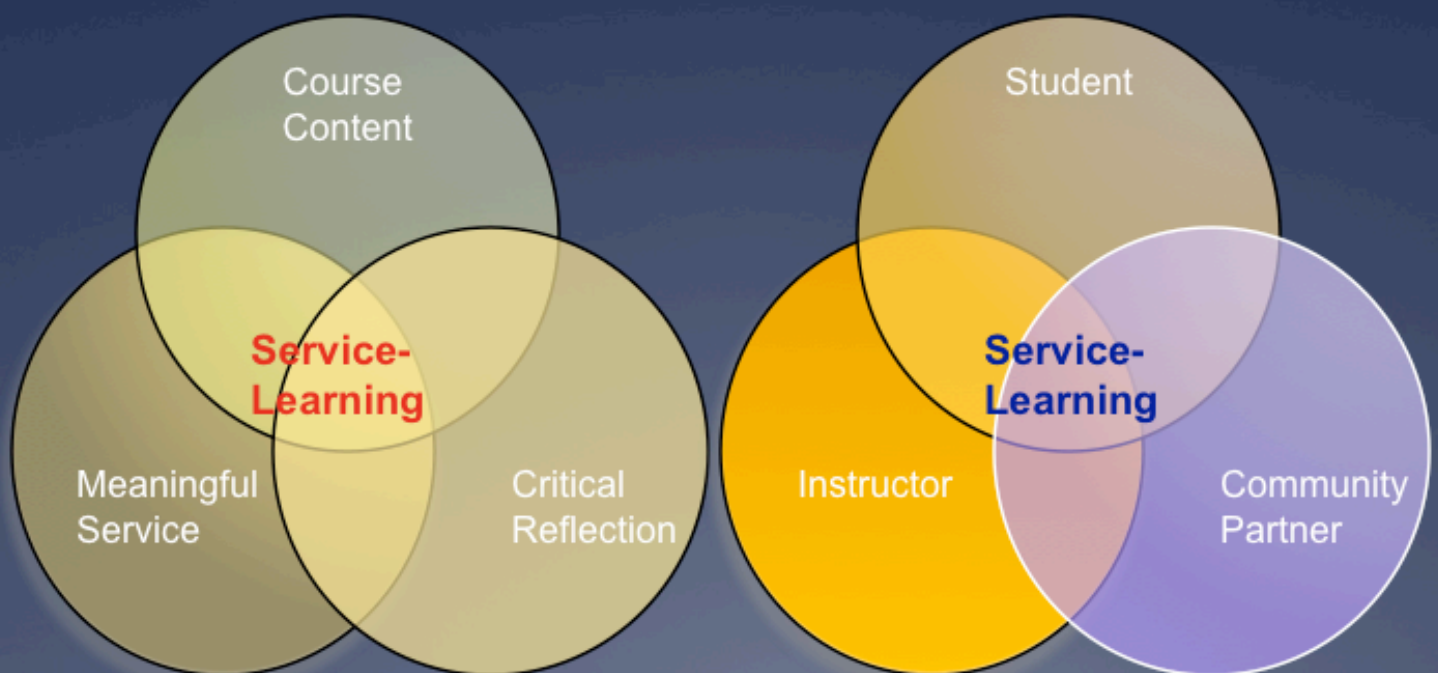 Course
Content
Service-
Learning
Meaningful
Service
Critical
Reflection
Student
Service-
Learning
Instructor
Community
Partner